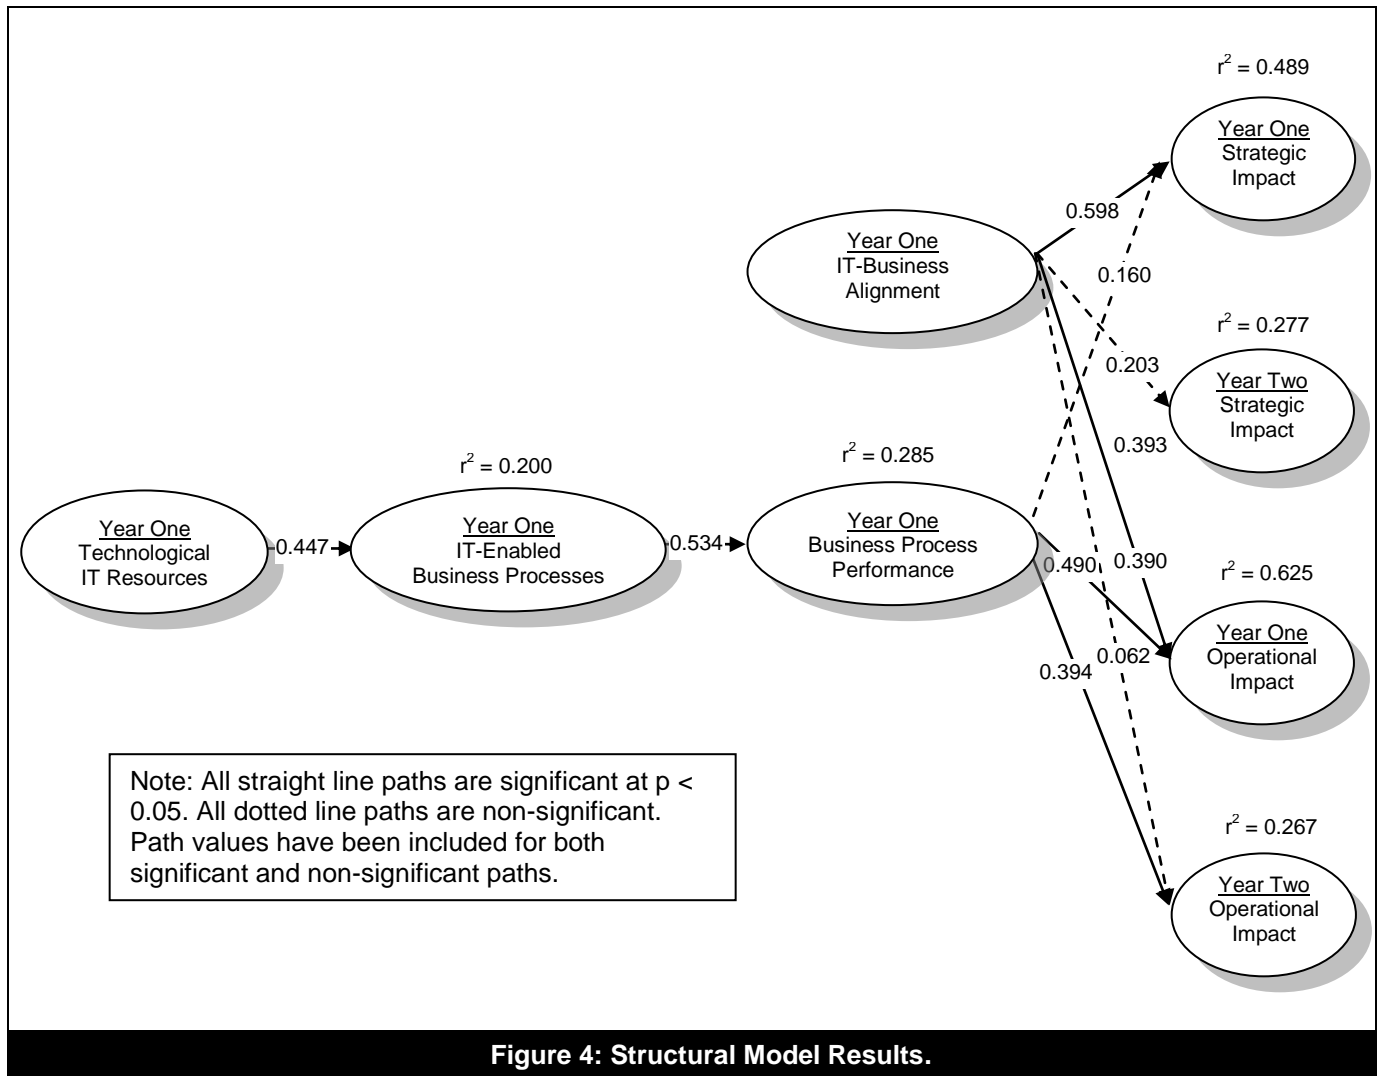 r² = 0.489
Year One
Strategic
Impact
0.598
Year One
IT-Business
Alignment
0.160
r² = 0.277
Year Two
Strategic
Impact
0.203
0.393
r² = 0.200
r² = 0.285
Year One
Technological
IT Resources
0.447
Year One
IT-Enabled
Business Processes
0.534
Year One
Business Process
Performance
0.490
0.390
r² = 0.625
Year One
Operational
Impact
0.394
0.062
Note: All straight line paths are significant at p <
0.05. All dotted line paths are non-significant.
Path values have been included for both
significant and non-significant paths.
r² = 0.267
Year Two
Operational
Impact
Figure 4: Structural Model Results.